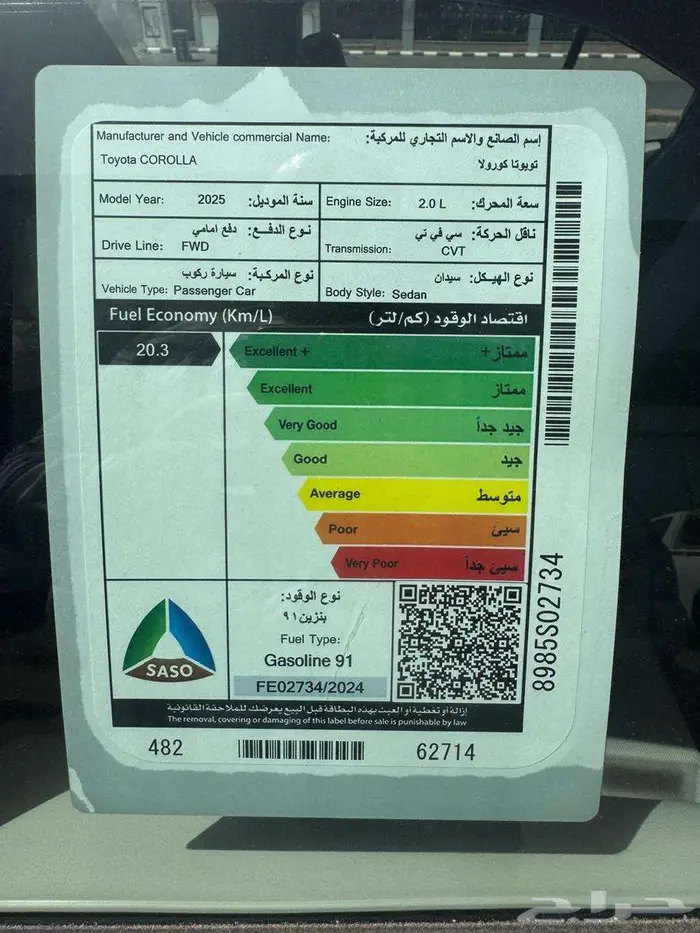 Manufacturer and Vehicle commercial Name: إسم الصانع والاسم التجاري للمركبة:
Toyota COROLLA تويوتا كورولا
Model Year: 2025 سنة الموديل: Engine Size: 2.0 L سعة المحرك:
نوع الدفع: دفع امامي ناقل الحركة: سي في تي
Drive Line: FWD Transmission: CVT
نوع المركبة: سيارة ركوب نوع الهيكل: سيدان
Vehicle Type: Passenger Car Body Style: Sedan
Fuel Economy (Km/L) اقتصاد الوقود (كم/لتر)
20.3 Excellent + ممتاز+
Excellent ممتاز
Very Good جيد جداً
Good جيد
Average متوسط
Poor سيئ
Very Poor سيئ جداً
نوع الوقود:
بنزين ٩١
Fuel Type:
Gasoline 91
SASO
FE02734/2024
إزالة أو تغطية أو العبث بهذه البطاقة قبل البيع يعرضك للملاحقة القانونية
The removal, covering or damaging of this label before sale is punishable by law
482 62714
8985S02734
حراج